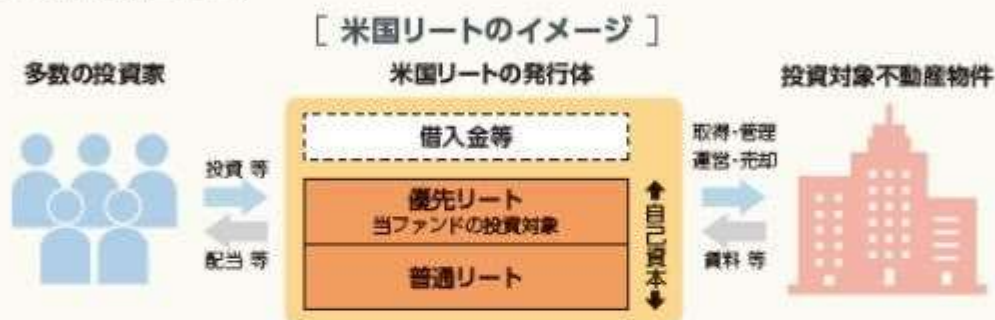 [ 米国リートのイメージ ]
多数の投資家
米国リートの発行体
投資対象不動産物件
借入金等
優先リート
当ファンドの投資対象
普通リート
自己資本
投資 等
配当 等
取得・管理
運営・売却
賃料 等